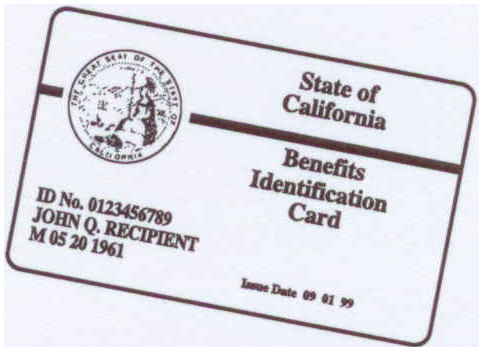 THE GREAT SEAL OF THE STATE OF CALIFORNIA
State of
California
Benefits
Identification
Card
ID No. 0123456789
JOHN Q. RECIPIENT
M 05 20 1961
Issue Date 09 01 99